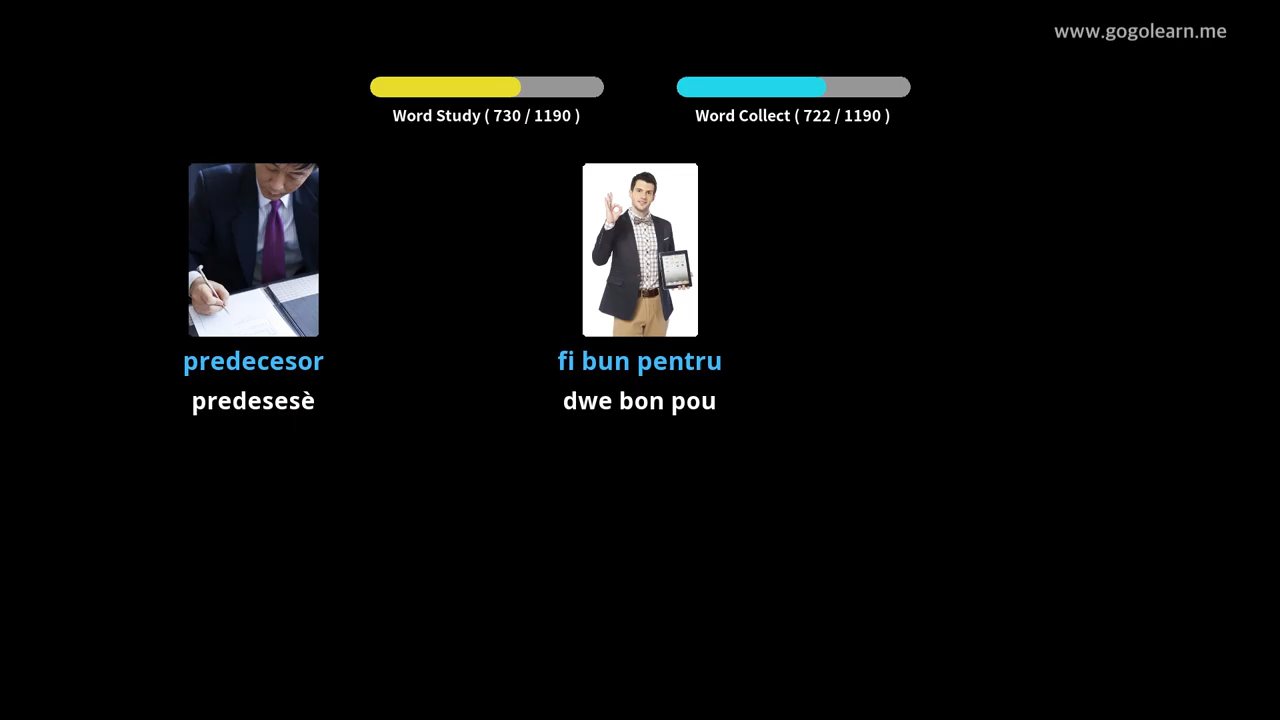 www.gogolearn.me
Word Study ( 730 / 1190 )
Word Collect ( 722 / 1190 )
predecesor
predesesè
fi bun pentru
dwe bon pou